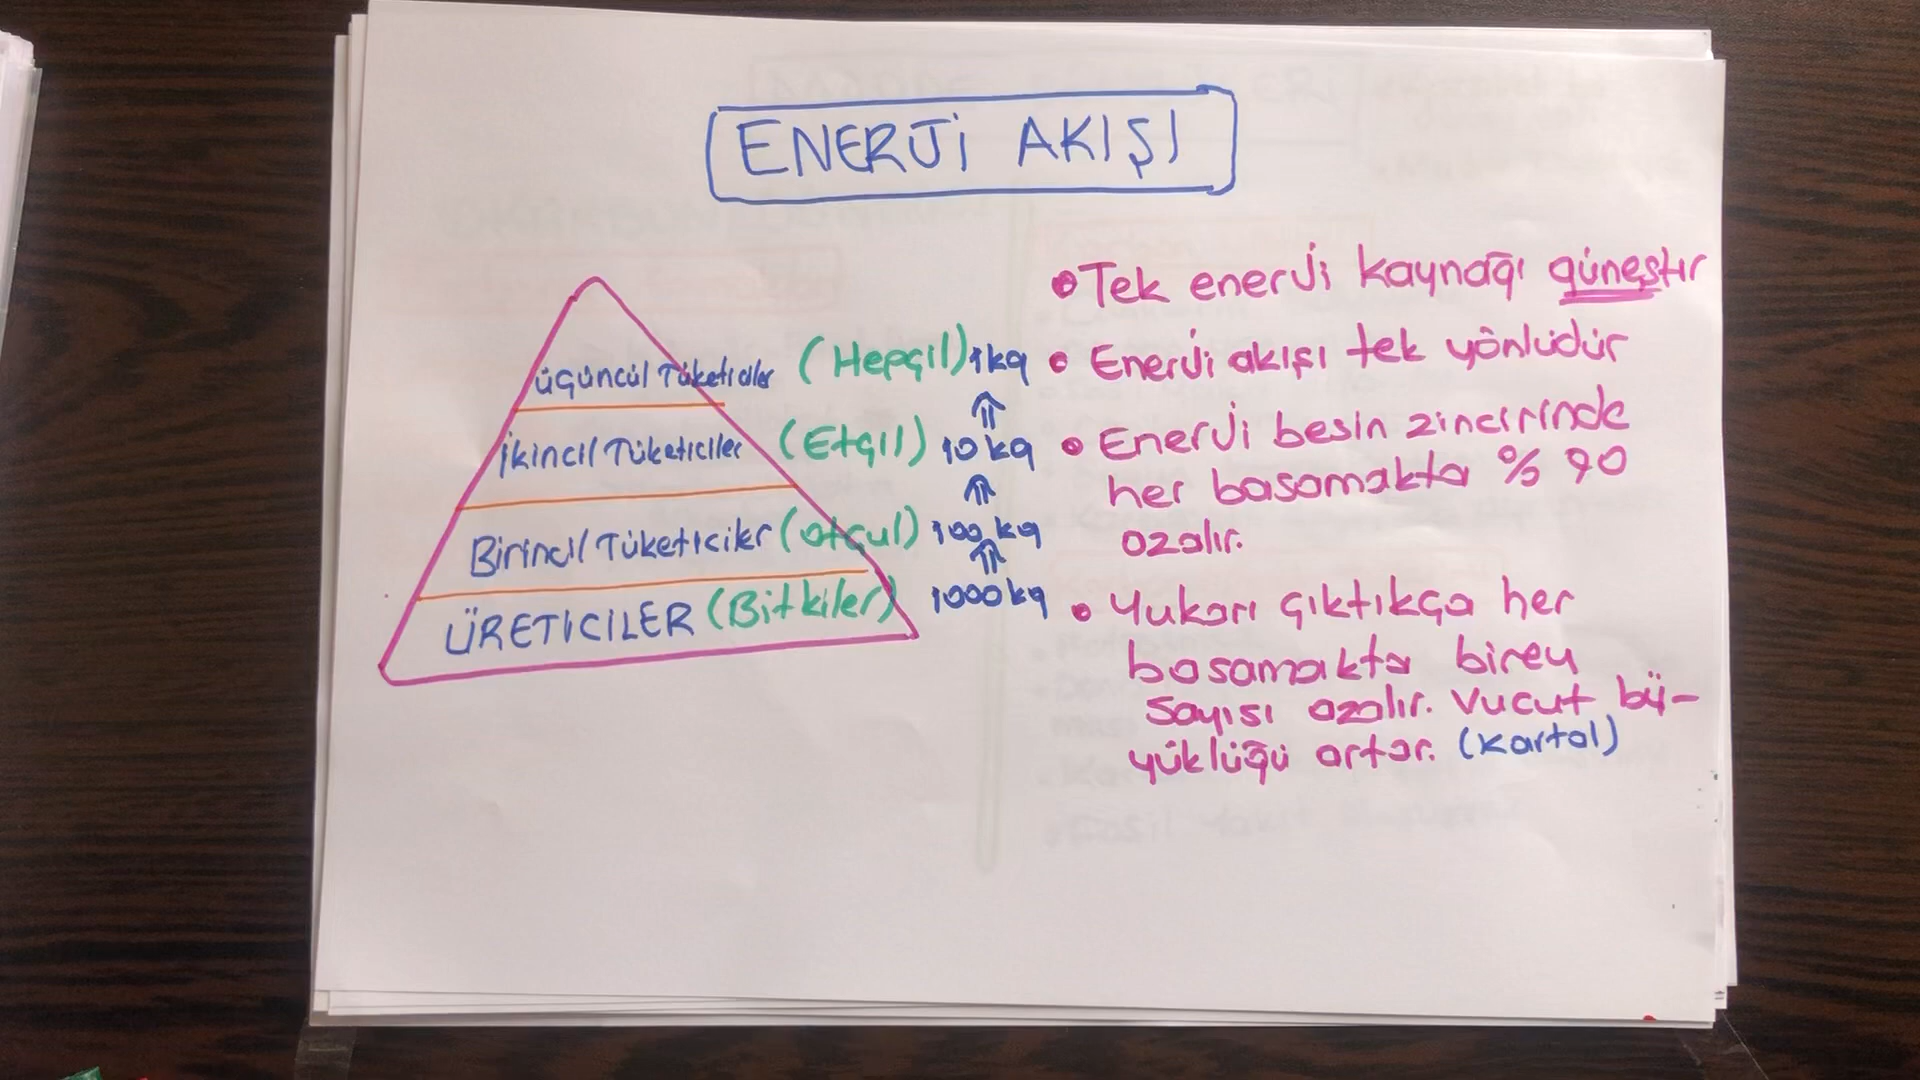 ENERJİ AKIŞI
üçüncül Tüketiciler (Hepçil) 1kg
İkincil Tüketiciler (Etçil) 10 kg
Birincil Tüketiciler (otçul) 100 kg
ÜRETİCİLER (Bitkiler) 1000 kg
• Tek enerji kaynağı güneştir
• Enerji akışı tek yönlüdür
• Enerji besin zincirinde
her basamakta % 90
azalır.
• Yukarı çıktıkça her
basamakta birey
sayısı azalır. Vucut bü-
yüklüğü artar. (Kartal)